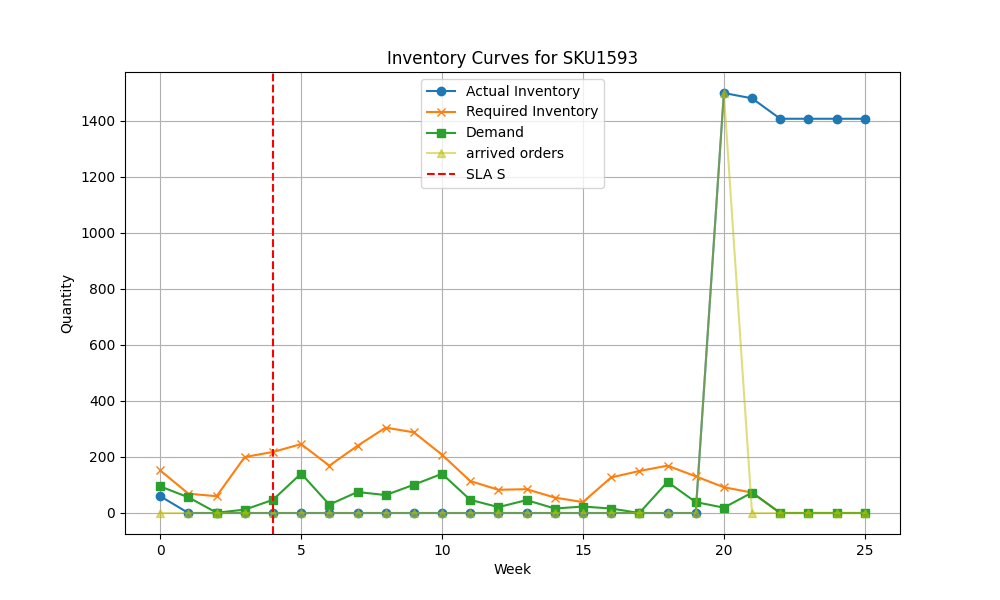 Inventory Curves for SKU1593
Actual Inventory
Required Inventory
Demand
arrived orders
SLA S
Quantity
1400
1200
1000
800
600
400
200
0
0 5 10 15 20 25
Week